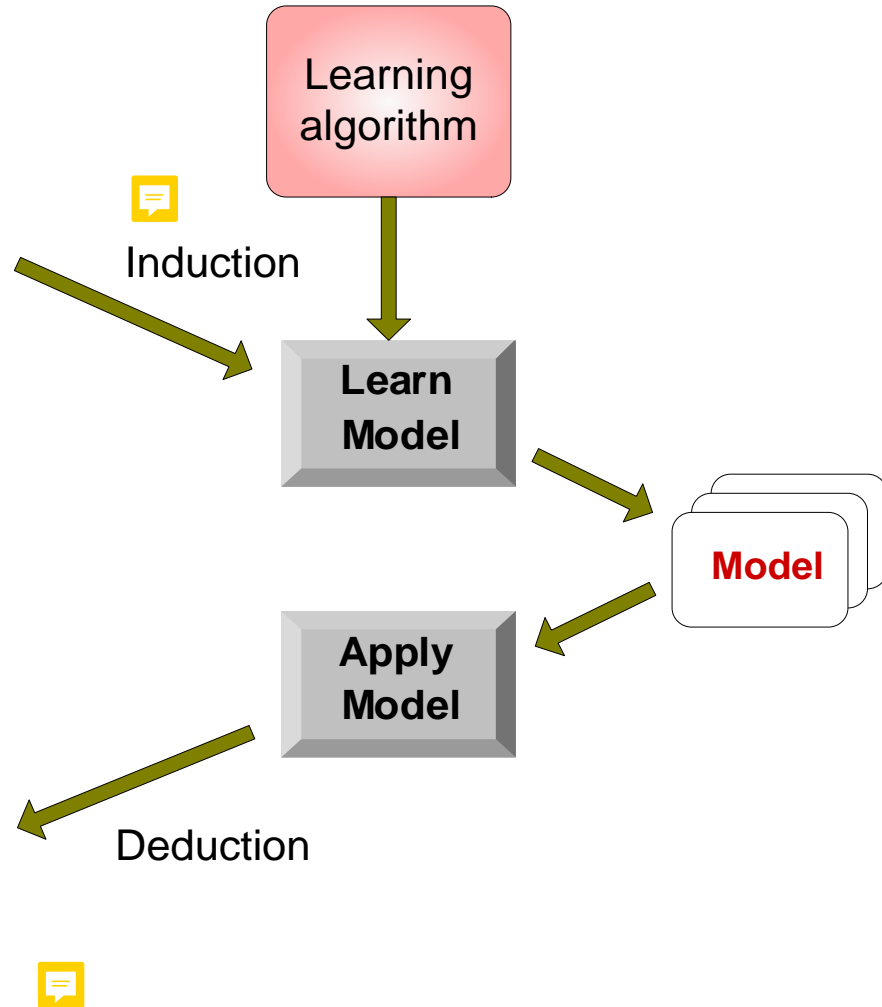 Learning
algorithm
Induction
Learn
Model
Model
Apply
Model
Deduction